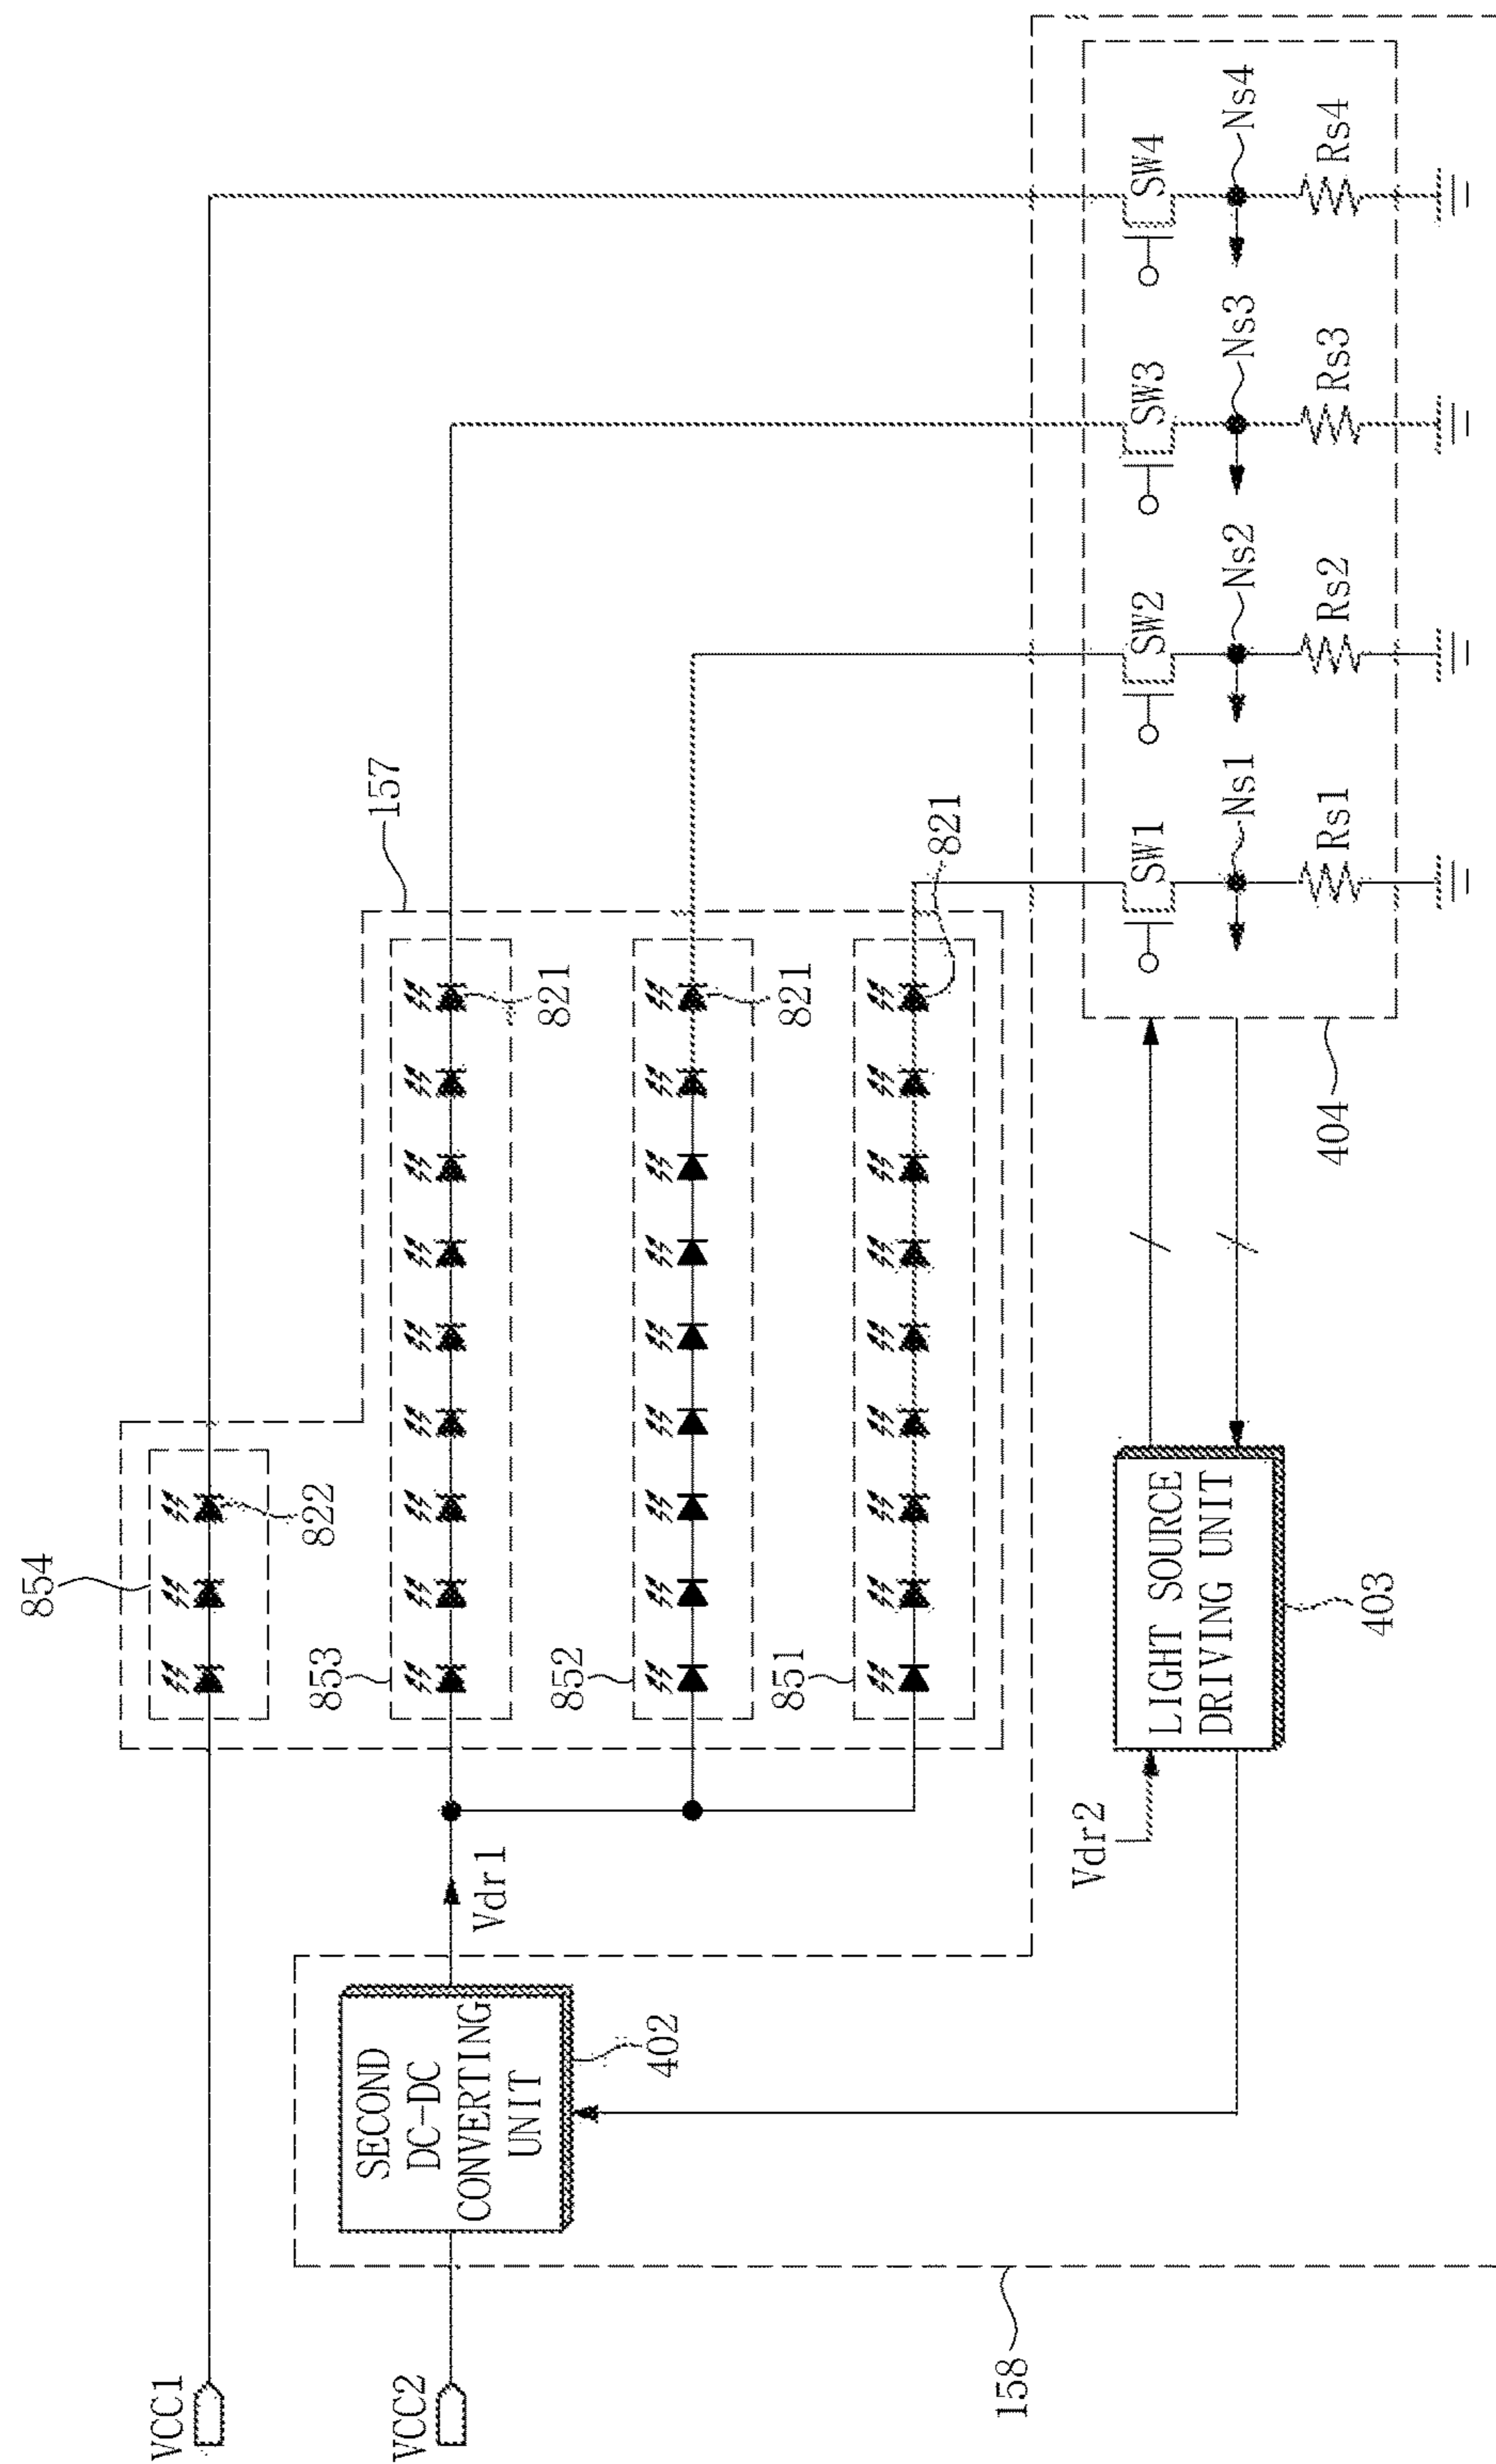 VCC1
VCC2
854
822
853
821
852
821
851
821
157
SECOND
DC-DC
CONVERTING
UNIT
402
Vdr1
Vdr2
LIGHT SOURCE
DRIVING UNIT
403
404
158
SW1
SW2
SW3
SW4
Ns1
Ns2
Ns3
Ns4
Rs1
Rs2
Rs3
Rs4